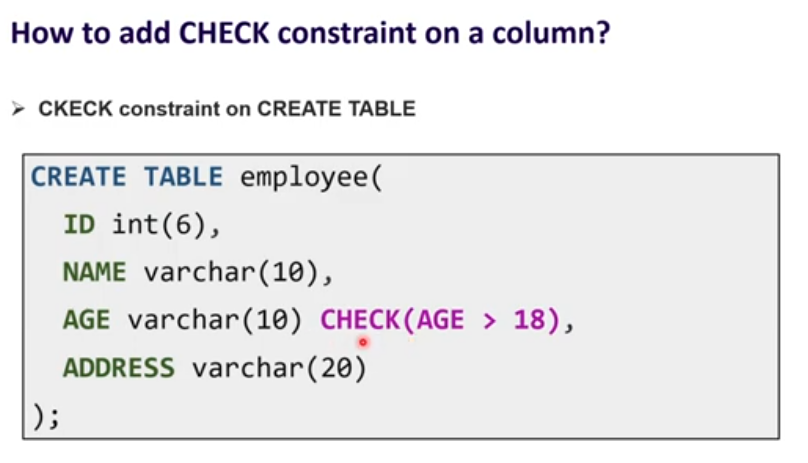 How to add CHECK constraint on a column?
➢ CKECK constraint on CREATE TABLE
CREATE TABLE employee(
ID int(6),
NAME varchar(10),
AGE varchar(10) CHECK(AGE > 18),
ADDRESS varchar(20)
);